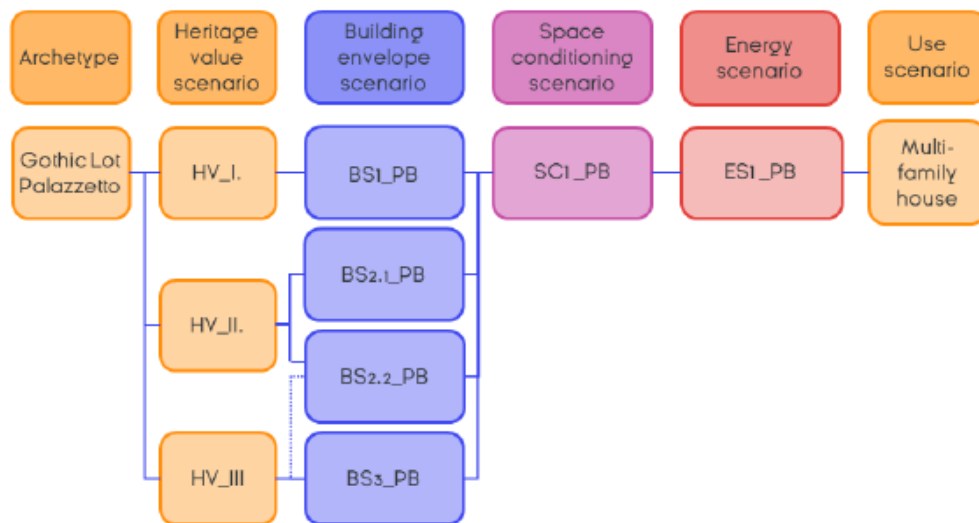 Archetype
Heritage
value
scenario
Building
envelope
scenario
Space
conditioning
scenario
Energy
scenario
Use
scenario
Gothic Lot
Palazzetto
HV_I.
BS1_PB
SC1_PB
ES1_PB
Multi-
family
house
BS2.1_PB
HV_II.
BS2.2_PB
HV_III
BS3_PB